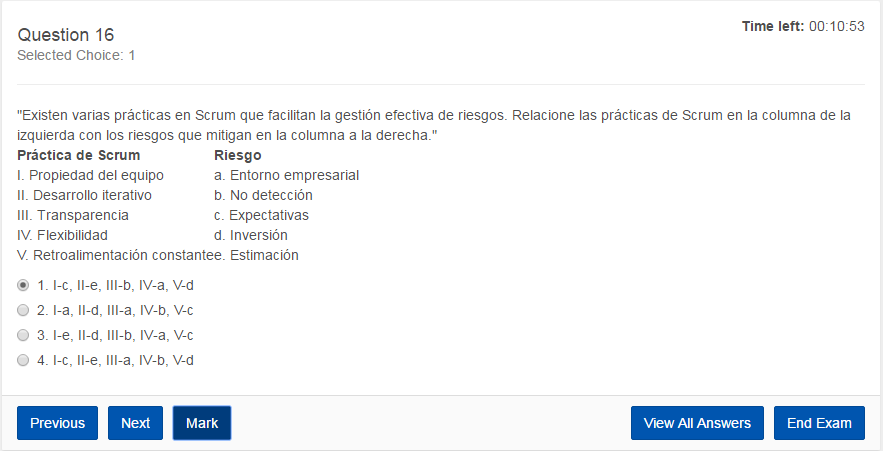 Question 16
Time left: 00:10:53
Selected Choice: 1
"Existen varias prácticas en Scrum que facilitan la gestión efectiva de riesgos. Relacione las prácticas de Scrum en la columna de la
izquierda con los riesgos que mitigan en la columna a la derecha."
Práctica de Scrum Riesgo
I. Propiedad del equipo a. Entorno empresarial
II. Desarrollo iterativo b. No detección
III. Transparencia c. Expectativas
IV. Flexibilidad d. Inversión
V. Retroalimentación constantee. Estimación
1. I-c, II-e, III-b, IV-a, V-d
2. I-a, II-d, III-a, IV-b, V-c
3. I-e, II-d, III-b, IV-a, V-c
4. I-c, II-e, III-a, IV-b, V-d
Previous Next Mark View All Answers End Exam